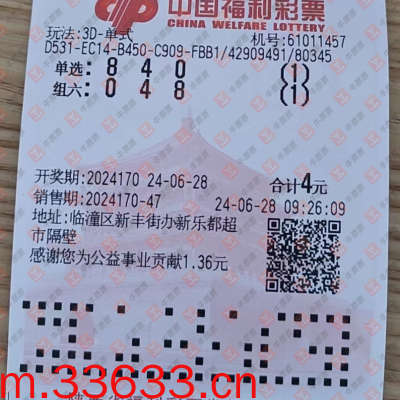 中国福利彩票
CHINA WELFARE LOTTERY
玩法:3D-单式 机号:61011457
D531-EC14-B450-C909-FBB1/42909491/80345
单选: 8 4 0 (1)
组六: 0 4 8 (1)
开奖期:2024170 24-06-28 合计4元
销售期:2024170-47 24-06-28 09:26:09
地址:临潼区新丰街办新乐都超
市隔壁
感谢您为公益事业贡献1.36元
m.33633.cn